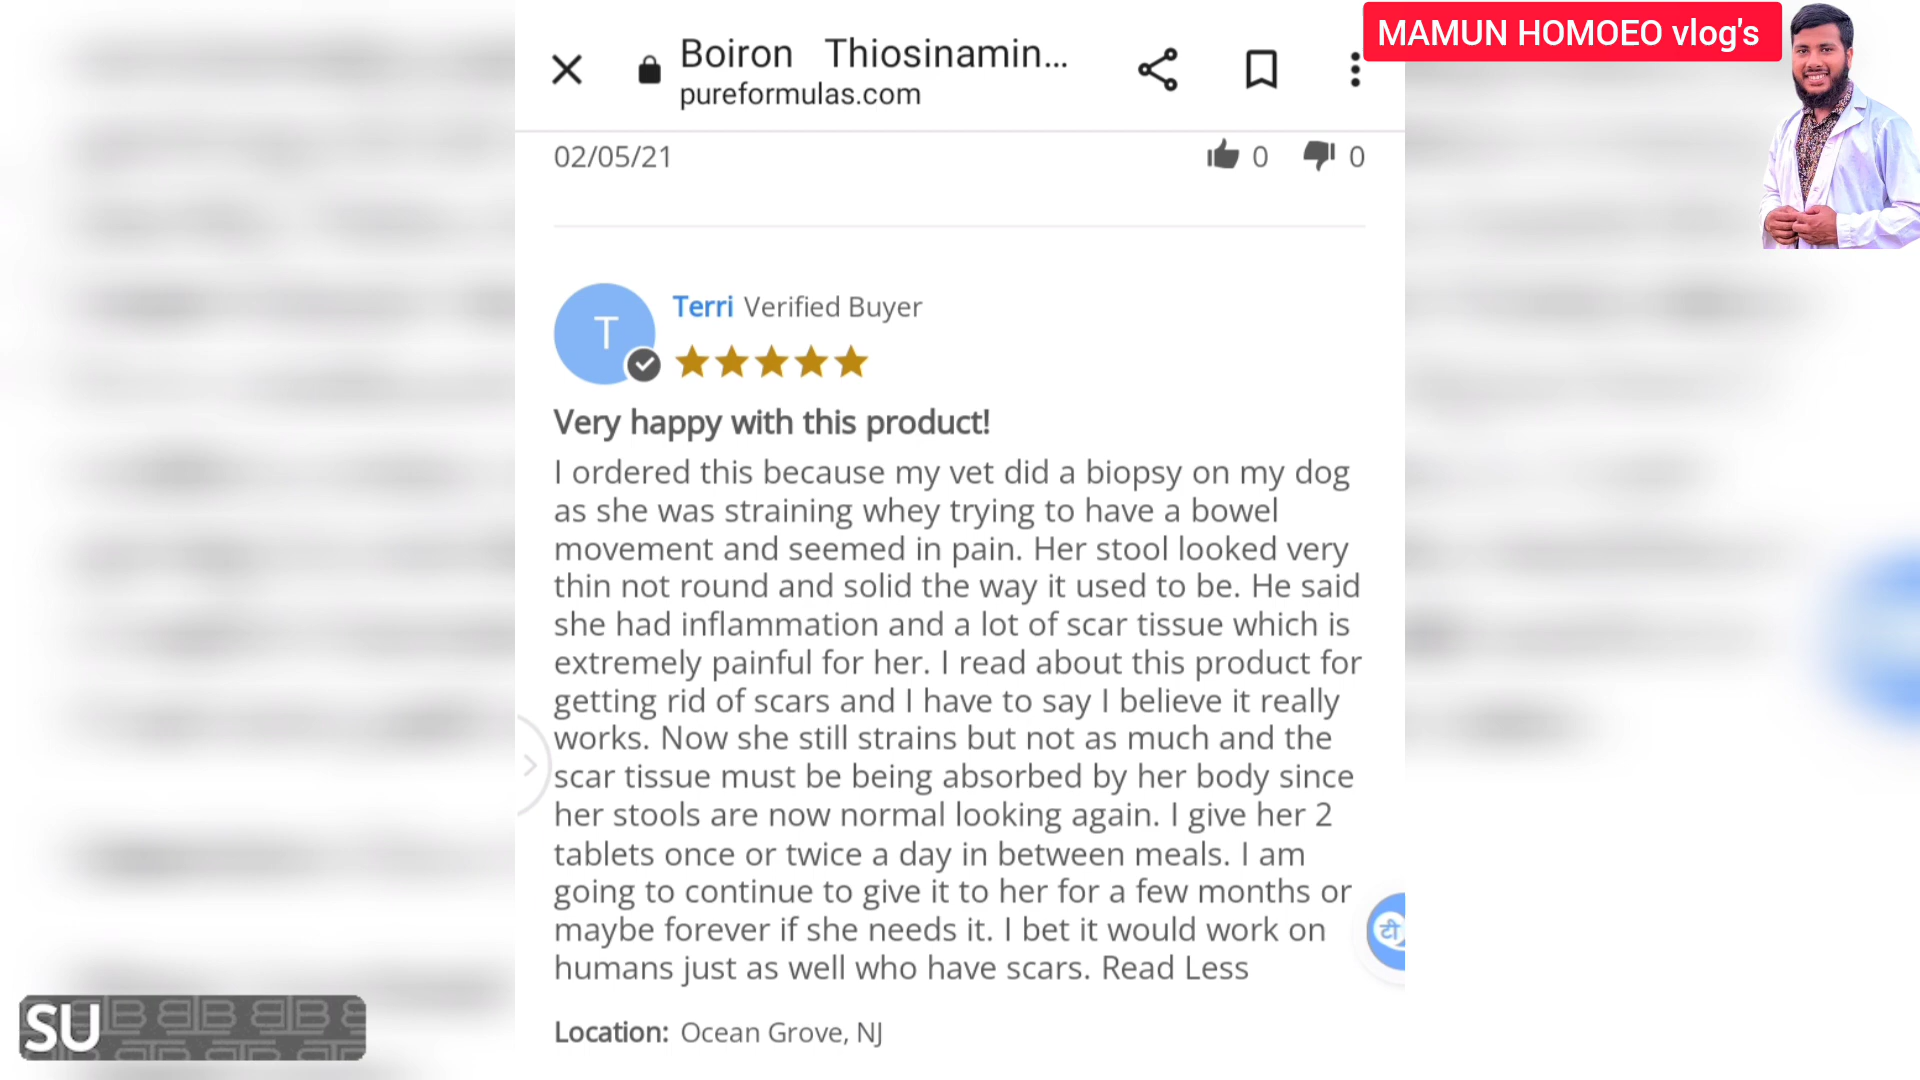 MAMUN HOMOEO vlog's
Boiron Thiosinamin...
pureformulas.com
02/05/21 0 0
T
Terri Verified Buyer
Very happy with this product!
I ordered this because my vet did a biopsy on my dog
as she was straining whey trying to have a bowel
movement and seemed in pain. Her stool looked very
thin not round and solid the way it used to be. He said
she had inflammation and a lot of scar tissue which is
extremely painful for her. I read about this product for
getting rid of scars and I have to say I believe it really
works. Now she still strains but not as much and the
scar tissue must be being absorbed by her body since
her stools are now normal looking again. I give her 2
tablets once or twice a day in between meals. I am
going to continue to give it to her for a few months or
maybe forever if she needs it. I bet it would work on
humans just as well who have scars. Read Less
टी
Location: Ocean Grove, NJ
SU